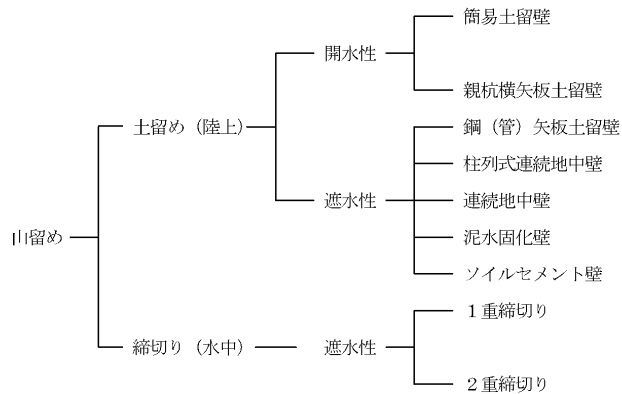 山留め
土留め（陸上）
開水性
簡易土留壁
親杭横矢板土留壁
遮水性
鋼（管）矢板土留壁
柱列式連続地中壁
連続地中壁
泥水固化壁
ソイルセメント壁
締切り（水中）
遮水性
１重締切り
２重締切り